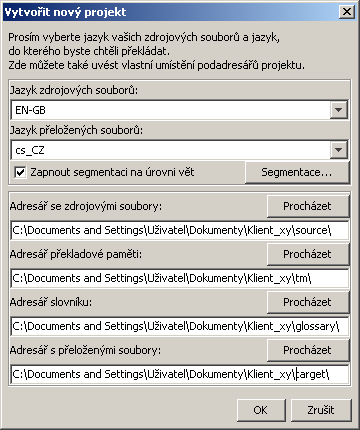 Vytvořit nový projekt
Prosím vyberte jazyk vašich zdrojových souborů a jazyk,
do kterého byste chtěli překládat.
Zde můžete také uvést vlastní umístění podadresářů projektu.
Jazyk zdrojových souborů:
EN-GB
Jazyk přeložených souborů:
cs_CZ
Zapnout segmentaci na úrovni vět
Segmentace...
Adresář se zdrojovými soubory:
Procházet
C:\Documents and Settings\Uživatel\Dokumenty\Klient_xy\source\
Adresář překladové paměti:
Procházet
C:\Documents and Settings\Uživatel\Dokumenty\Klient_xy\tm\
Adresář slovníku:
Procházet
C:\Documents and Settings\Uživatel\Dokumenty\Klient_xy\glossary\
Adresář s přeloženými soubory:
Procházet
C:\Documents and Settings\Uživatel\Dokumenty\Klient_xy\target\
OK
Zrušit